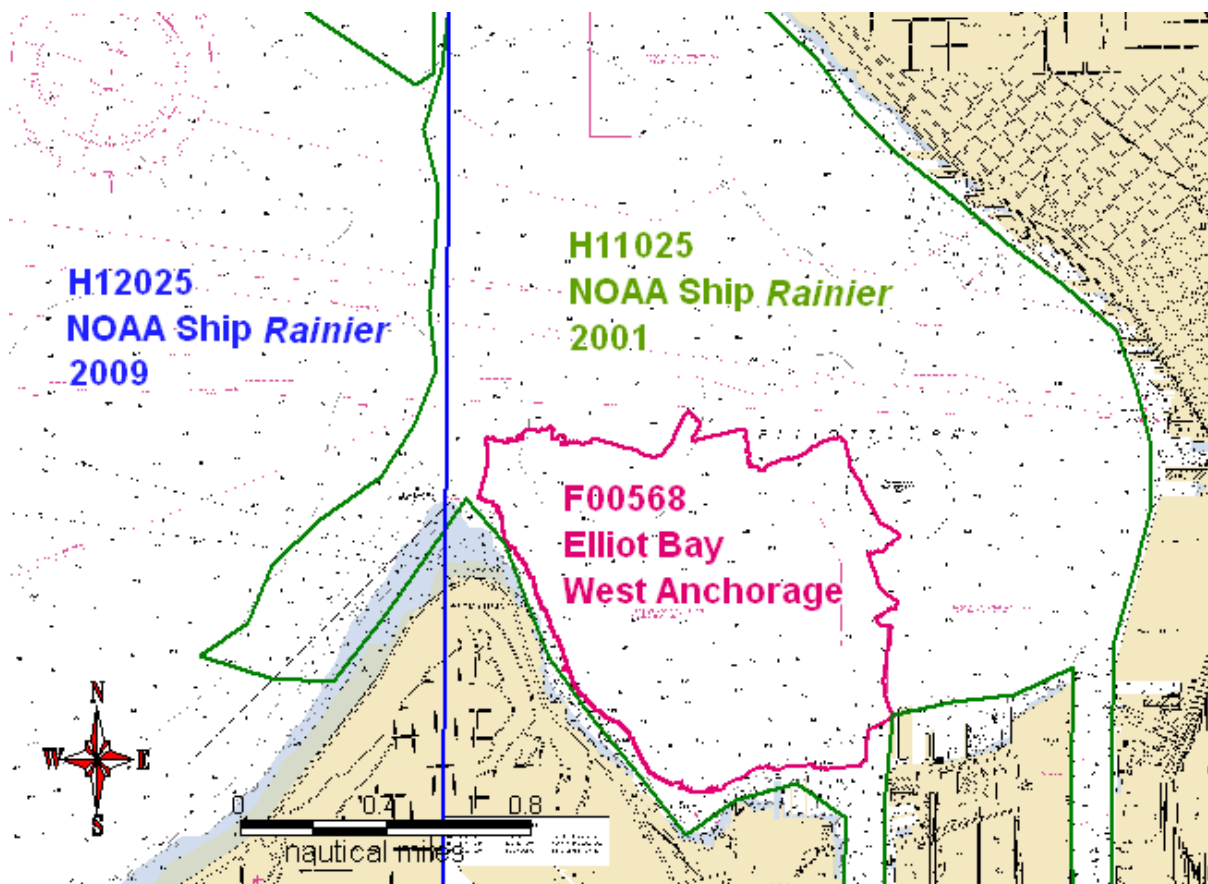 H12025
NOAA Ship Rainier
2009
H11025
NOAA Ship Rainier
2001
F00568
Elliot Bay
West Anchorage
N
W E
S
0 0.4 0.8
nautical miles